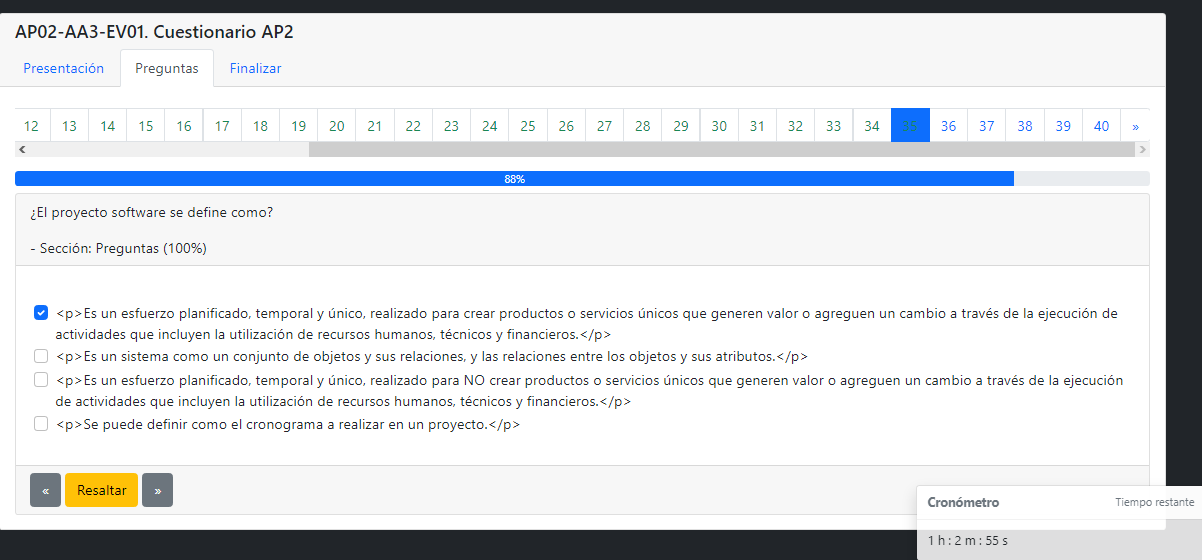 AP02-AA3-EV01. Cuestionario AP2
Presentación Preguntas Finalizar
12 13 14 15 16 17 18 19 20 21 22 23 24 25 26 27 28 29 30 31 32 33 34 35 36 37 38 39 40 »
88%
¿El proyecto software se define como?
- Sección: Preguntas (100%)
<p>Es un esfuerzo planificado, temporal y único, realizado para crear productos o servicios únicos que generen valor o agreguen un cambio a través de la ejecución de
actividades que incluyen la utilización de recursos humanos, técnicos y financieros.</p>
<p>Es un sistema como un conjunto de objetos y sus relaciones, y las relaciones entre los objetos y sus atributos.</p>
<p>Es un esfuerzo planificado, temporal y único, realizado para NO crear productos o servicios únicos que generen valor o agreguen un cambio a través de la ejecución
de actividades que incluyen la utilización de recursos humanos, técnicos y financieros.</p>
<p>Se puede definir como el cronograma a realizar en un proyecto.</p>
« Resaltar »
Cronómetro Tiempo restante
1 h : 2 m : 55 s